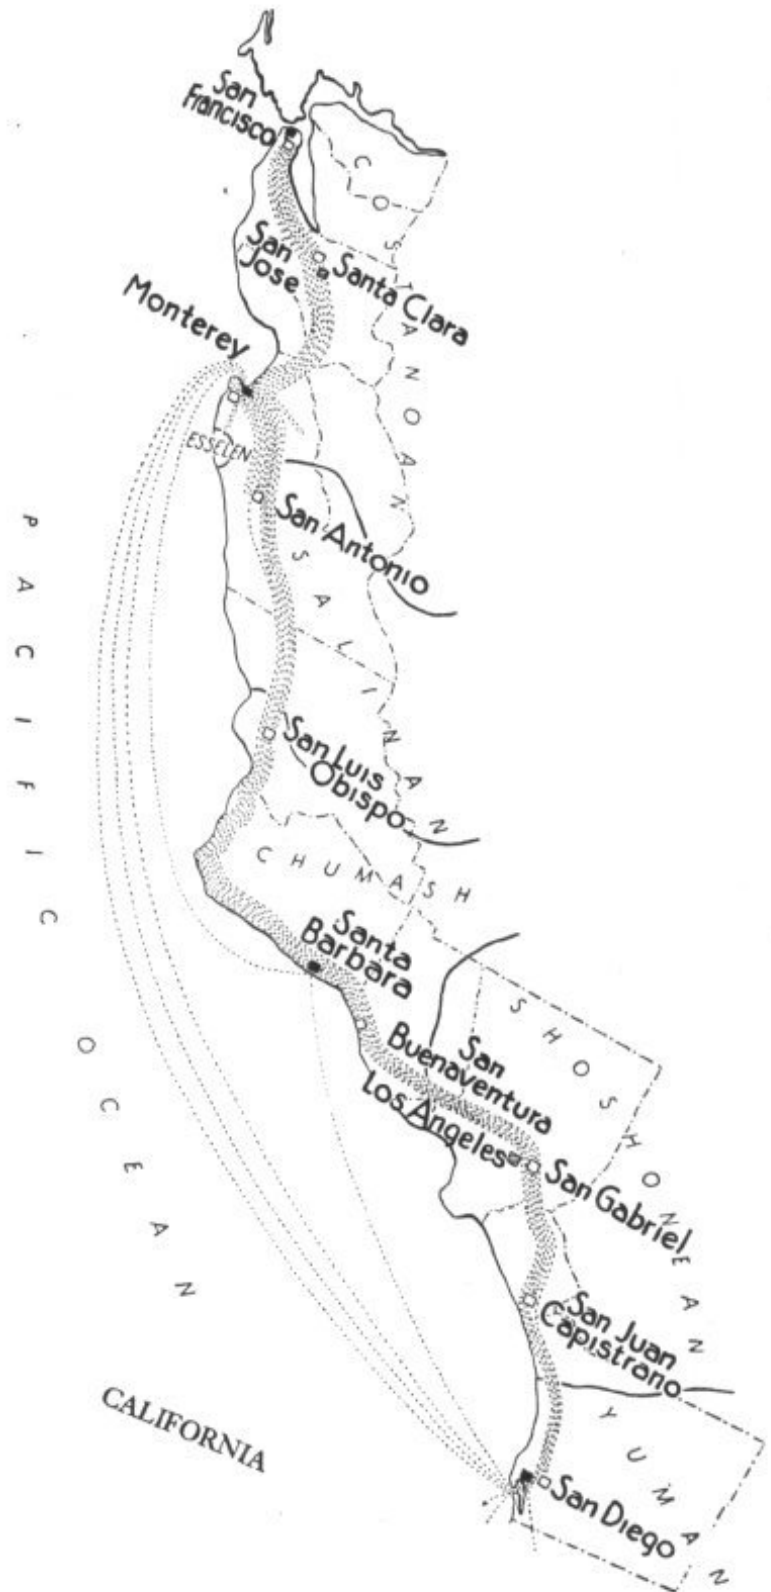 San
Francisco
COSTANOAN
San
Jose
Santa Clara
Monterey
ESSELEN
San Antonio
SALINAN
PACIFIC OCEAN
San Luis
Obispo
CHUMASH
Santa
Barbara
San
Buenaventura
SHOSHONEAN
Los Angeles
San Gabriel
San Juan
Capistrano
CALIFORNIA
YUMAN
San Diego